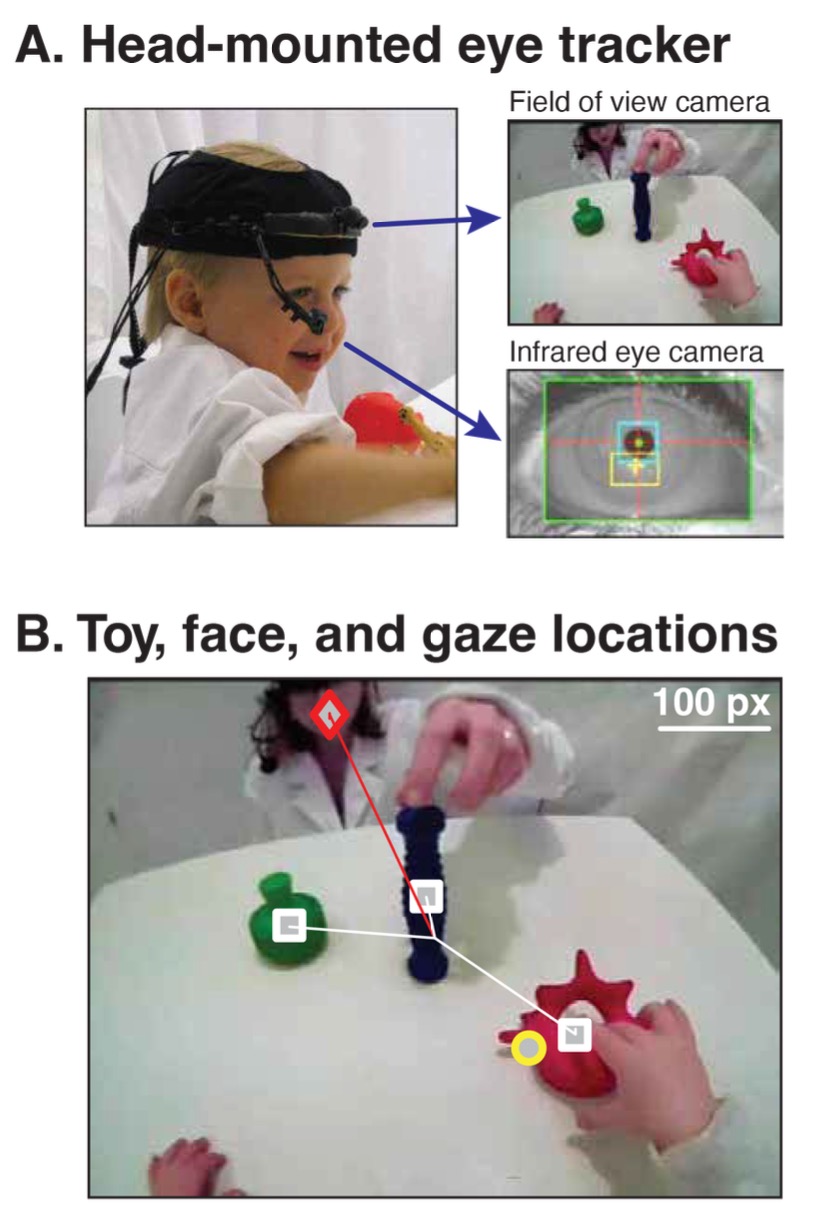 A. Head-mounted eye tracker
Field of view camera
Infrared eye camera
B. Toy, face, and gaze locations
100 px